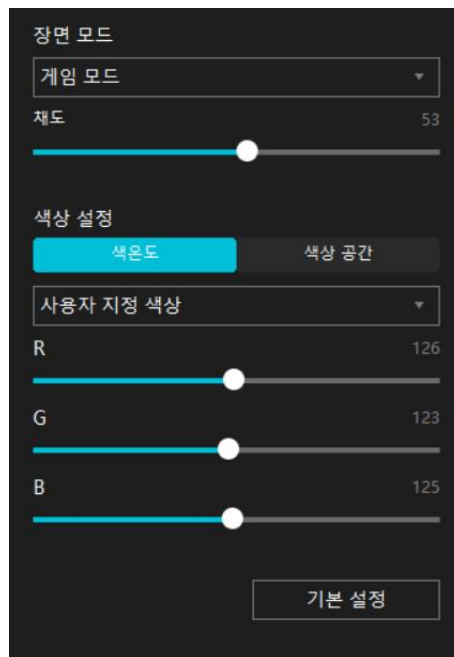 장면 모드
게임 모드
채도 53
색상 설정
색온도 색상 공간
사용자 지정 색상
R 126
G 123
B 125
기본 설정